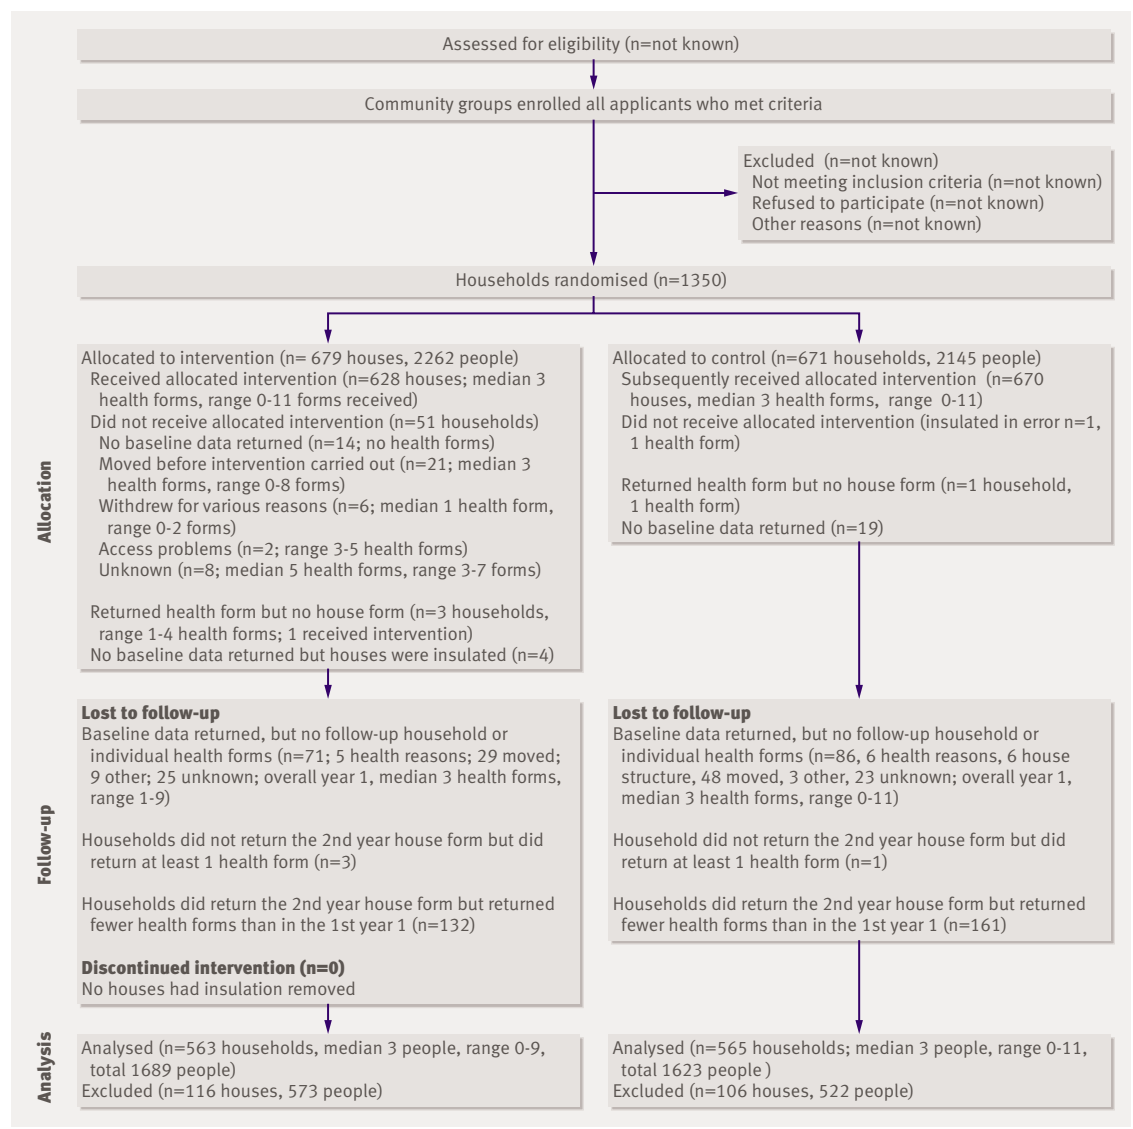 Assessed for eligibility (n=not known)
Community groups enrolled all applicants who met criteria
Excluded (n=not known)
Not meeting inclusion criteria (n=not known)
Refused to participate (n=not known)
Other reasons (n=not known)
Households randomised (n=1350)
Allocation
Allocated to intervention (n= 679 houses, 2262 people)
Received allocated intervention (n=628 houses; median 3
health forms, range 0-11 forms received)
Did not receive allocated intervention (n=51 households)
No baseline data returned (n=14; no health forms)
Moved before intervention carried out (n=21; median 3
health forms, range 0-8 forms)
Withdrew for various reasons (n=6; median 1 health form,
range 0-2 forms)
Access problems (n=2; range 3-5 health forms)
Unknown (n=8; median 5 health forms, range 3-7 forms)
Returned health form but no house form (n=3 households,
range 1-4 health forms; 1 received intervention)
No baseline data returned but houses were insulated (n=4)
Allocated to control (n=671 households, 2145 people)
Subsequently received allocated intervention (n=670
houses, median 3 health forms, range 0-11)
Did not receive allocated intervention (insulated in error n=1,
1 health form)
Returned health form but no house form (n=1 household,
1 health form)
No baseline data returned (n=19)
Follow-up
Lost to follow-up
Baseline data returned, but no follow-up household or
individual health forms (n=71; 5 health reasons; 29 moved;
9 other; 25 unknown; overall year 1, median 3 health forms,
range 1-9)
Households did not return the 2nd year house form but did
return at least 1 health form (n=3)
Households did return the 2nd year house form but returned
fewer health forms than in the 1st year 1 (n=132)
Discontinued intervention (n=0)
No houses had insulation removed
Lost to follow-up
Baseline data returned, but no follow-up household or
individual health forms (n=86, 6 health reasons, 6 house
structure, 48 moved, 3 other, 23 unknown; overall year 1,
median 3 health forms, range 0-11)
Household did not return the 2nd year house form but did
return at least 1 health form (n=1)
Households did return the 2nd year house form but returned
fewer health forms than in the 1st year 1 (n=161)
Analysis
Analysed (n=563 households, median 3 people, range 0-9,
total 1689 people)
Excluded (n=116 houses, 573 people)
Analysed (n=565 households; median 3 people, range 0-11,
total 1623 people )
Excluded (n=106 houses, 522 people)